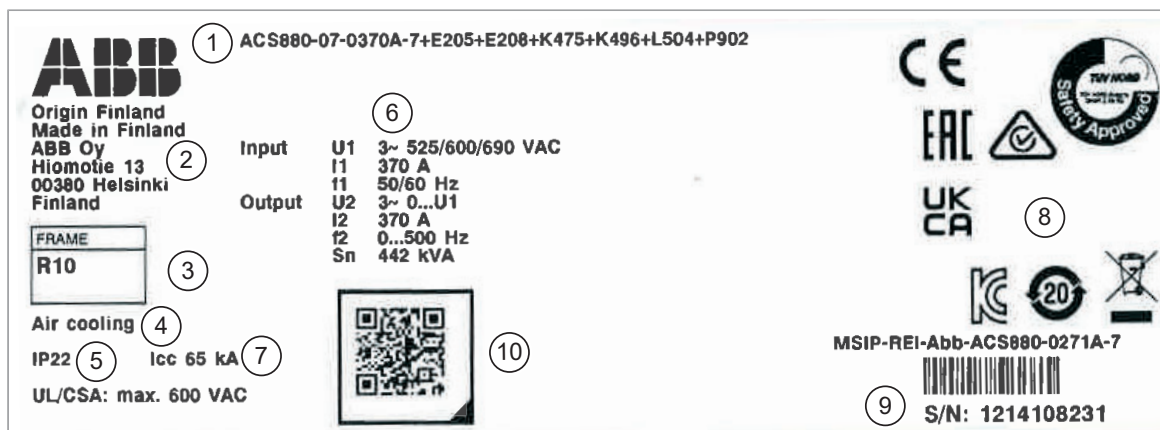 1 ACS880-07-0370A-7+E205+E208+K475+K496+L504+P902
ABB
Origin Finland
Made in Finland
ABB Oy
Hiomotie 13
00380 Helsinki
Finland
2
6
Input U1 3~ 525/600/690 VAC
I1 370 A
f1 50/60 Hz
Output U2 3~ 0...U1
I2 370 A
f2 0...500 Hz
Sn 442 kVA
FRAME
R10
3
Air cooling 4
IP22 5 Icc 65 kA 7
UL/CSA: max. 600 VAC
10
CE
TÜV NORD
Safety Approved
EAC
UK
CA
8
KC
20
MSIP-REI-Abb-ACS880-0271A-7
9 S/N: 1214108231